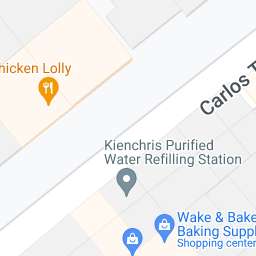 hicken Lolly
Carlos T
Kienchris Purified
Water Refilling Station
Wake & Bake
Baking Suppl
Shopping center